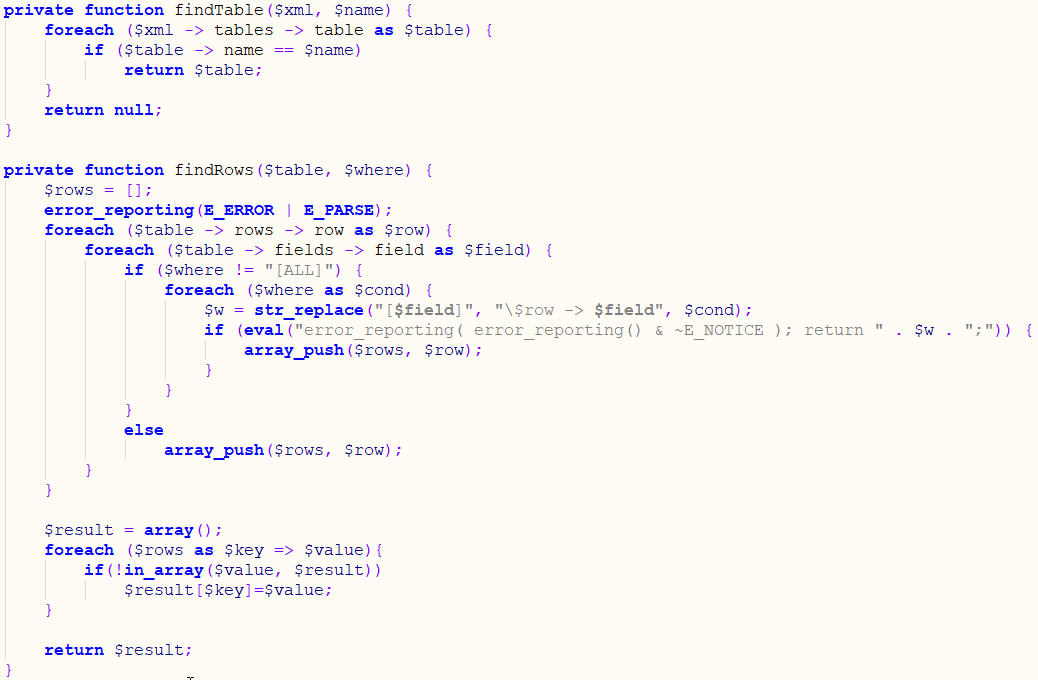 private function findTable($xml, $name) {
    foreach ($xml -> tables -> table as $table) {
        if ($table -> name == $name)
            return $table;
    }
    return null;
}

private function findRows($table, $where) {
    $rows = [];
    error_reporting(E_ERROR | E_PARSE);
    foreach ($table -> rows -> row as $row) {
        foreach ($table -> fields -> field as $field) {
            if ($where != "[ALL]") {
                foreach ($where as $cond) {
                    $w = str_replace("[$field]", "\$row -> $field", $cond);
                    if (eval("error_reporting( error_reporting() & ~E_NOTICE ); return " . $w . ";")) {
                        array_push($rows, $row);
                    }
                }
            }
            else
                array_push($rows, $row);
        }
    }

    $result = array();
    foreach ($rows as $key => $value){
        if(!in_array($value, $result))
            $result[$key]=$value;
    }

    return $result;
}